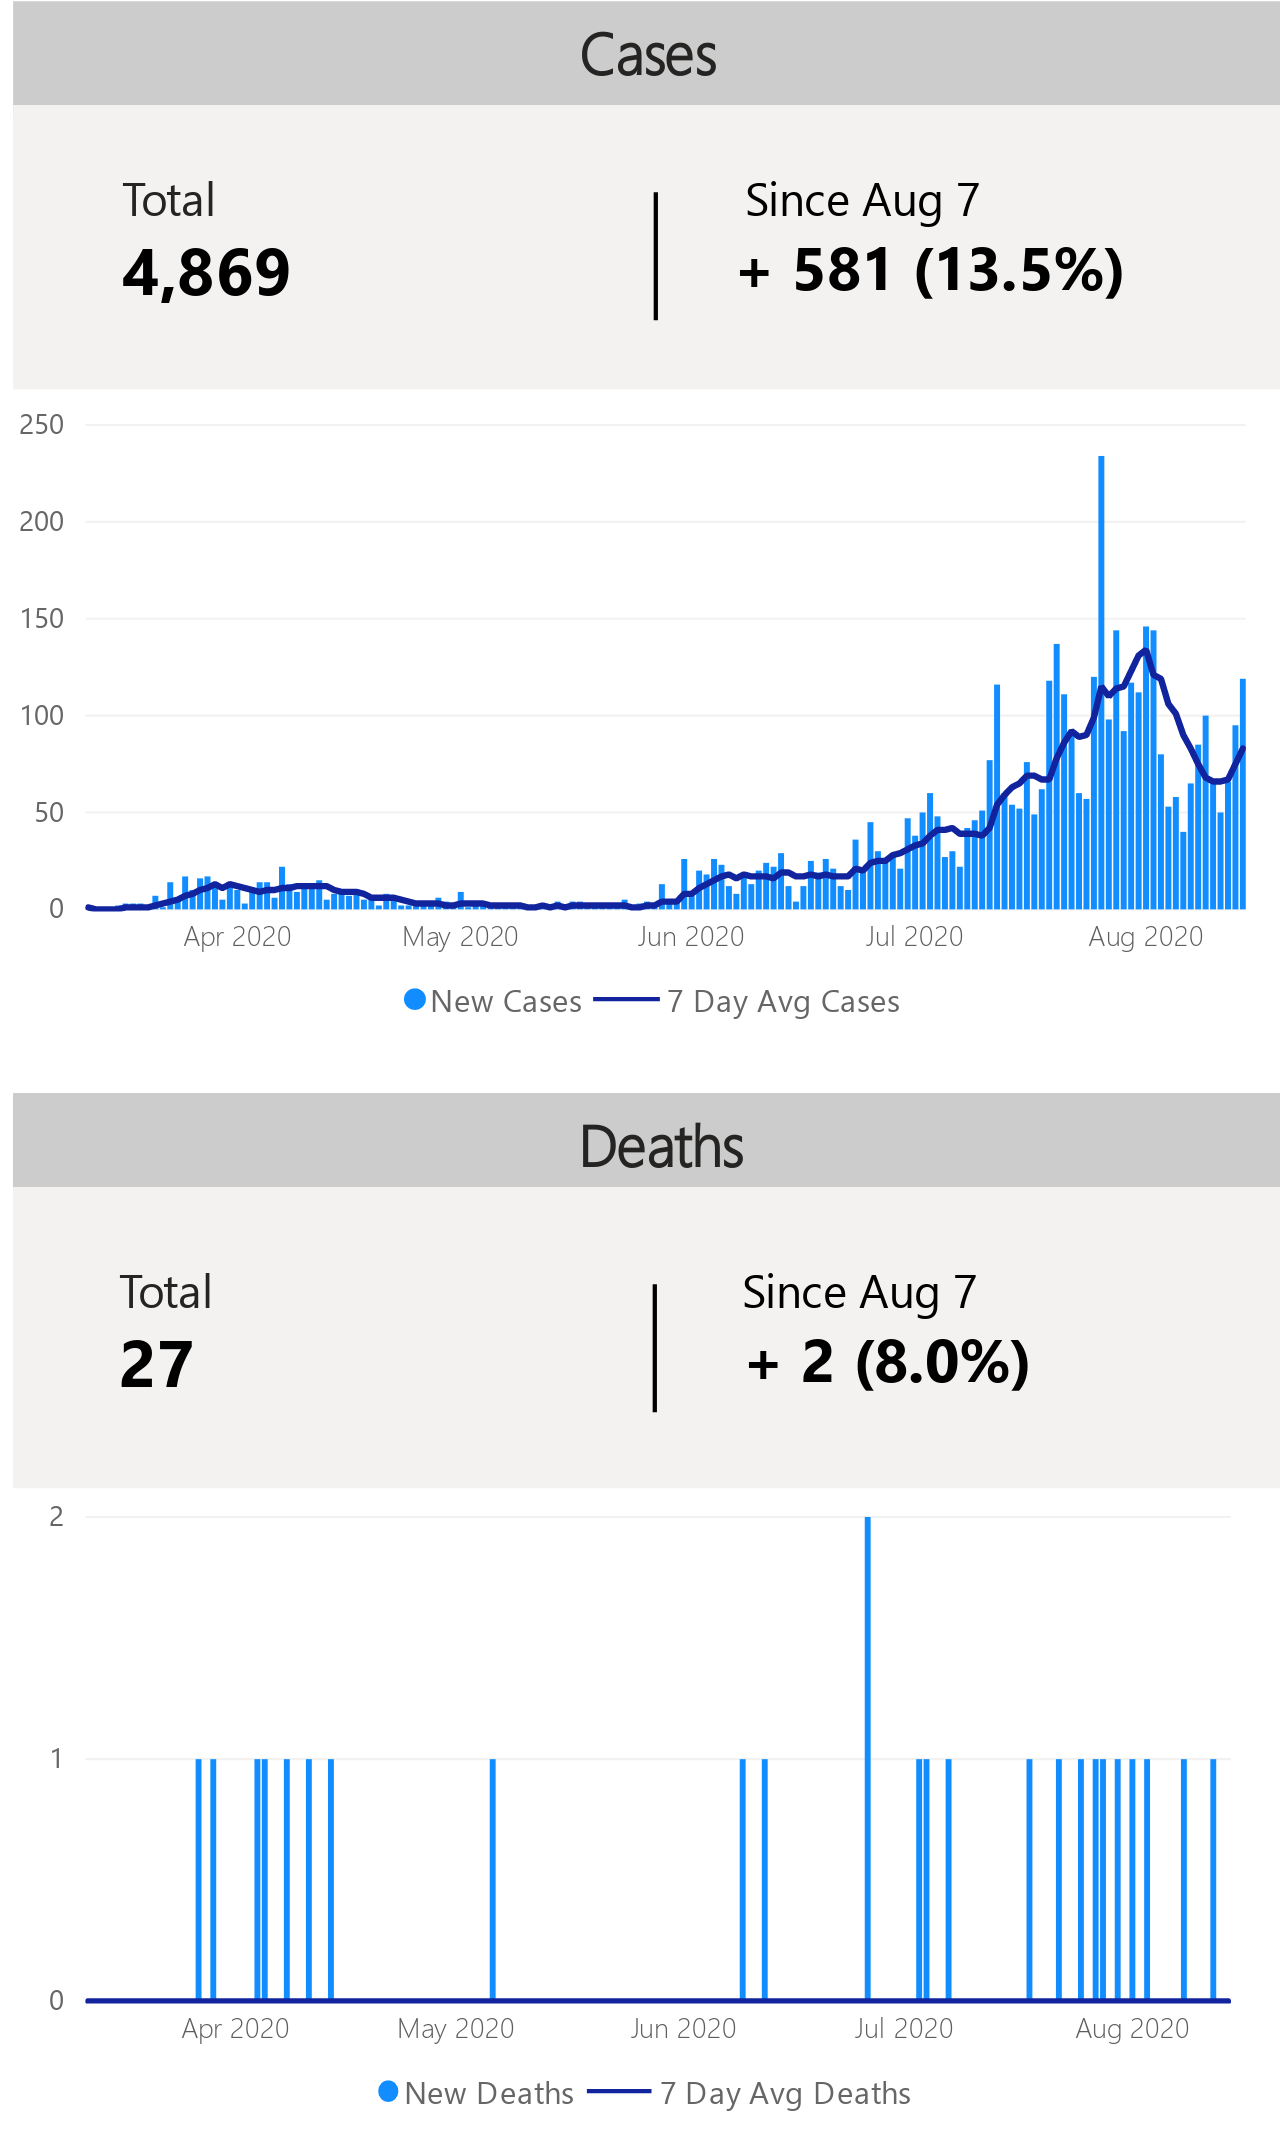 Cases
Total
Since Aug 7
4,869
+ 581 (13.5%)
250
200
150
100
50
0
Apr 2020
May 2020
Jun 2020
Jul 2020
Aug 2020
New Cases
7 Day Avg Cases
Deaths
Total
Since Aug 7
27
+ 2 (8.0%)
2
1
0
Apr 2020
May 2020
Jun 2020
Jul 2020
Aug 2020
New Deaths
7 Day Avg Deaths